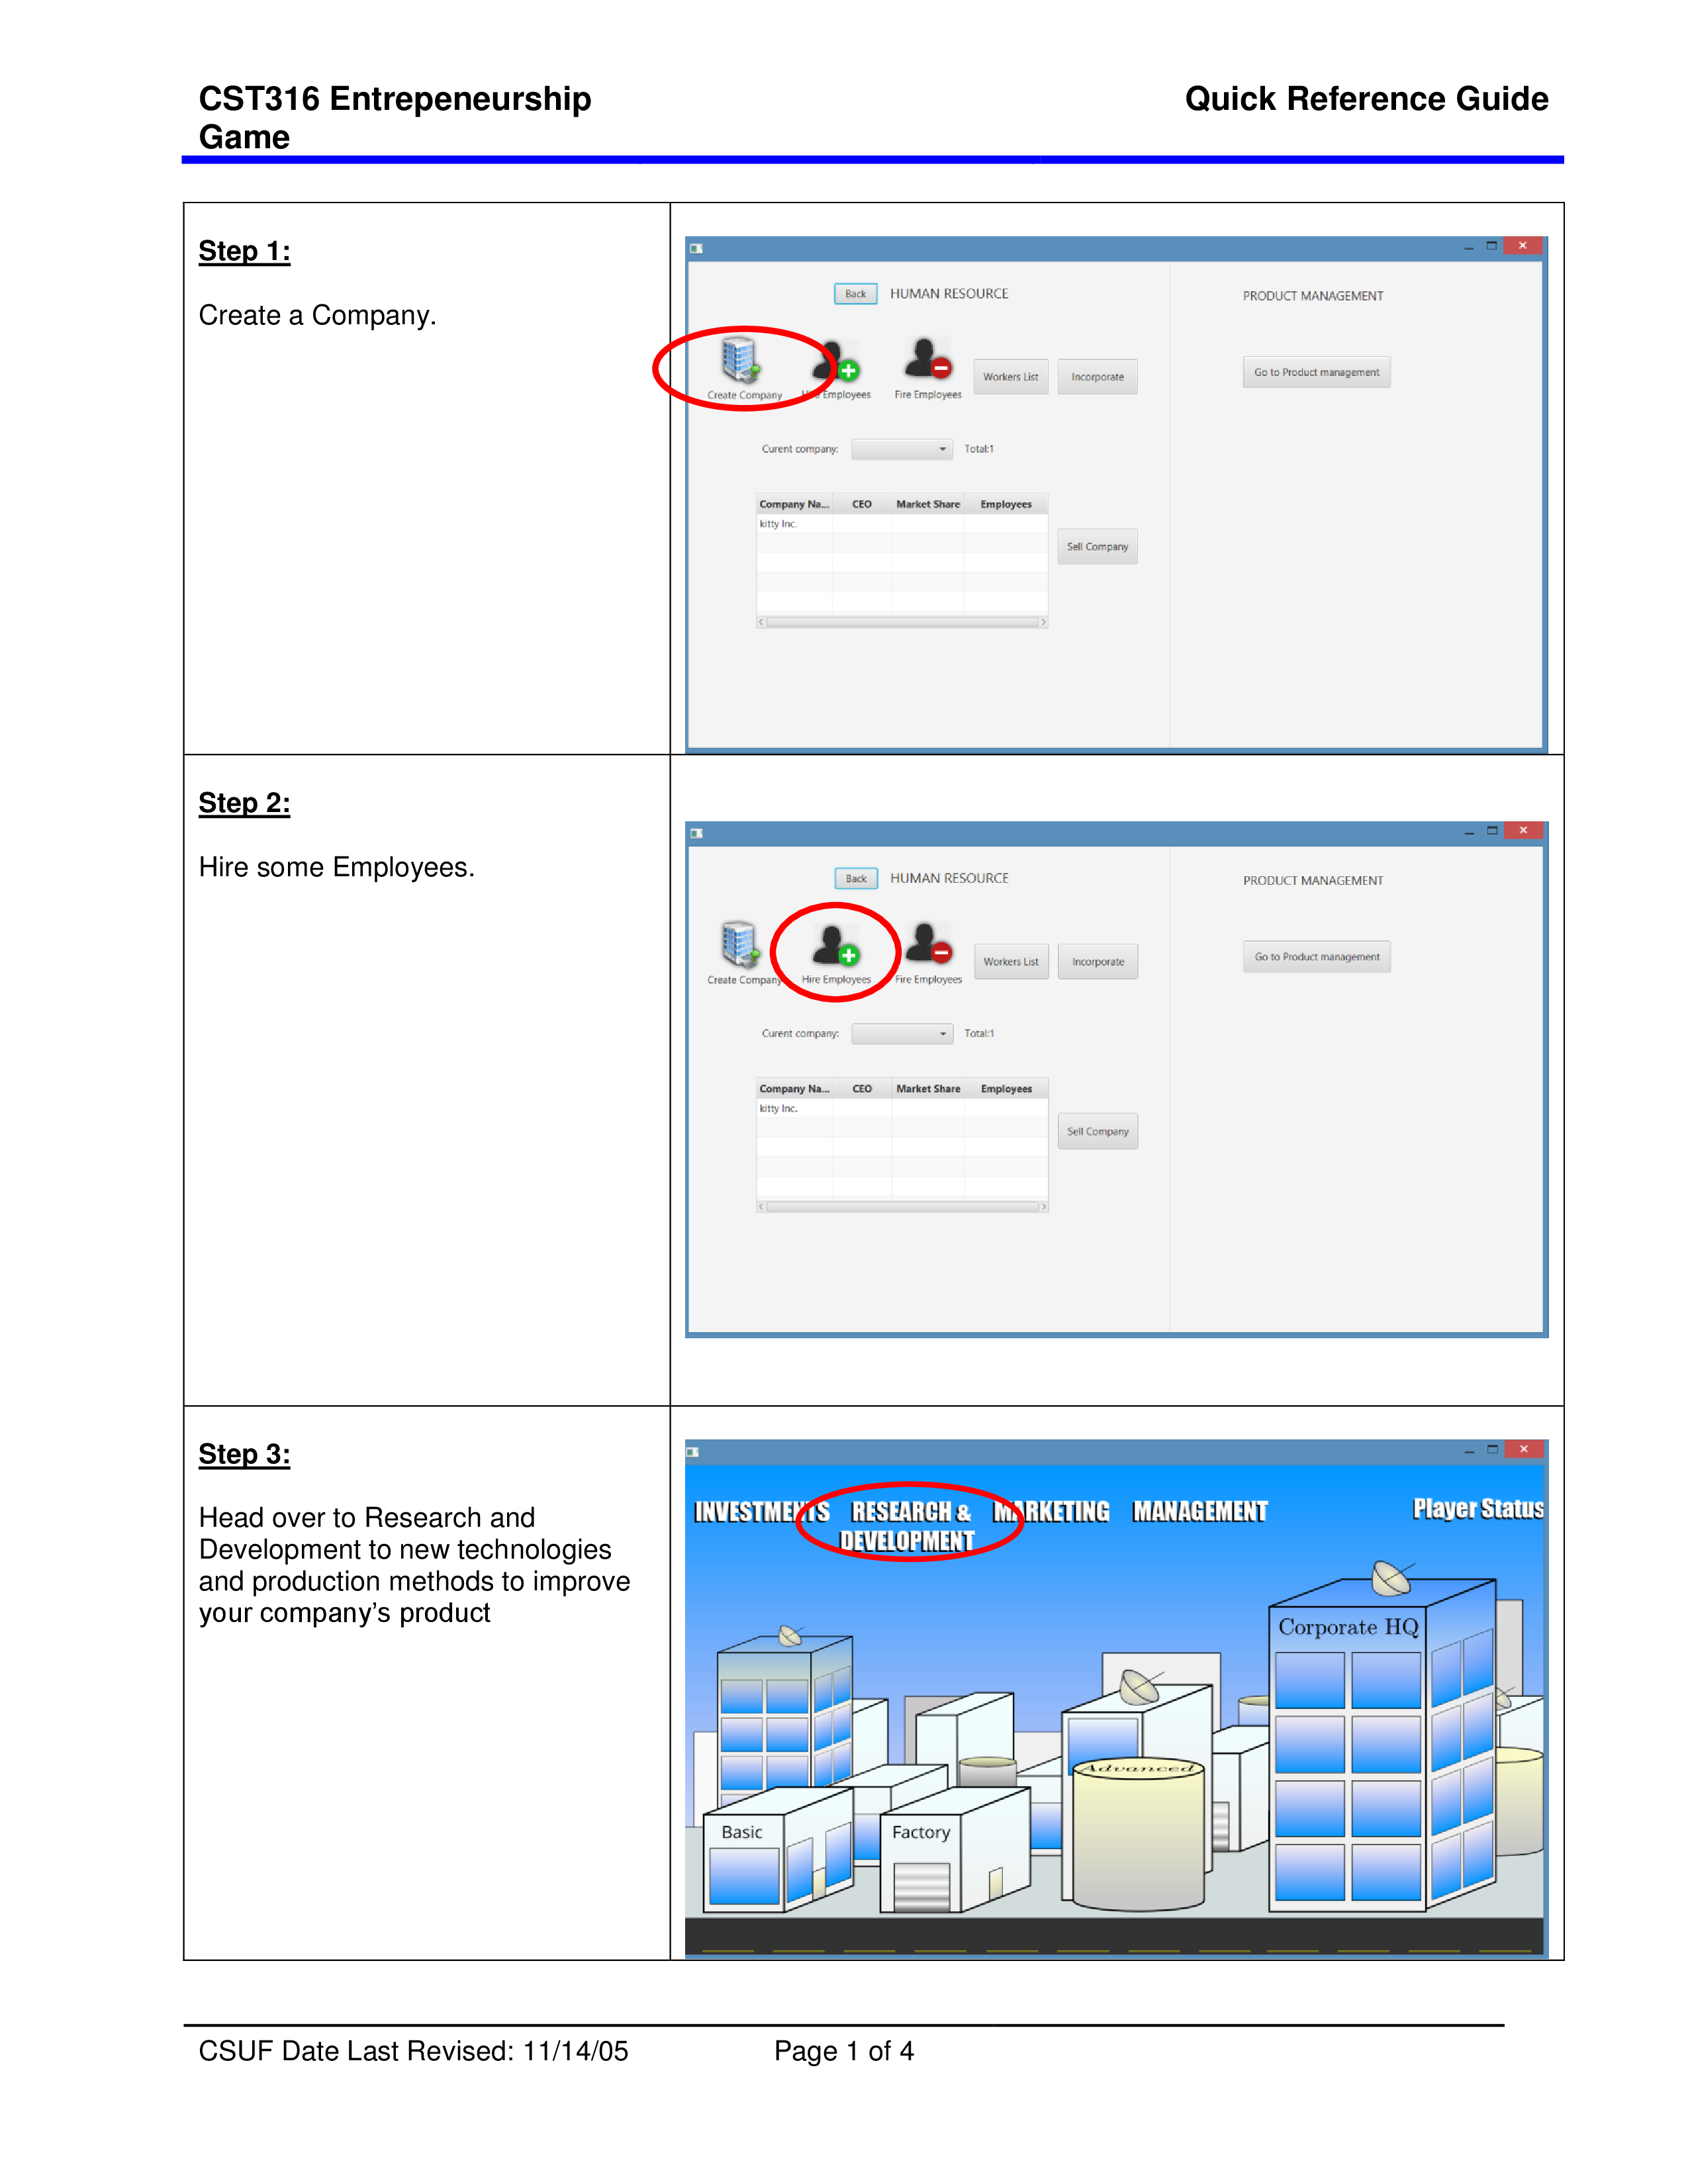 CST316 Entrepeneurship
Game
Quick Reference Guide
Step 1:
Create a Company.
Back HUMAN RESOURCE
PRODUCT MANAGEMENT
Create Company
Employees
Fire Employees
Workers List
Incorporate
Go to Product management
Curent company:
Total:1
Company Na... CEO Market Share Employees
kitty Inc.
Sell Company
Step 2:
Hire some Employees.
Back HUMAN RESOURCE
PRODUCT MANAGEMENT
Create Company
Hire Employees
Fire Employees
Workers List
Incorporate
Go to Product management
Curent company:
Total:1
Company Na... CEO Market Share Employees
kitty Inc.
Sell Company
Step 3:
Head over to Research and
Development to new technologies
and production methods to improve
your company's product
INVESTMENTS RESEARCH & MARKETING MANAGEMENT Player Status
DEVELOPMENT
Corporate HQ
Advanced
Basic
Factory
CSUF Date Last Revised: 11/14/05 Page 1 of 4